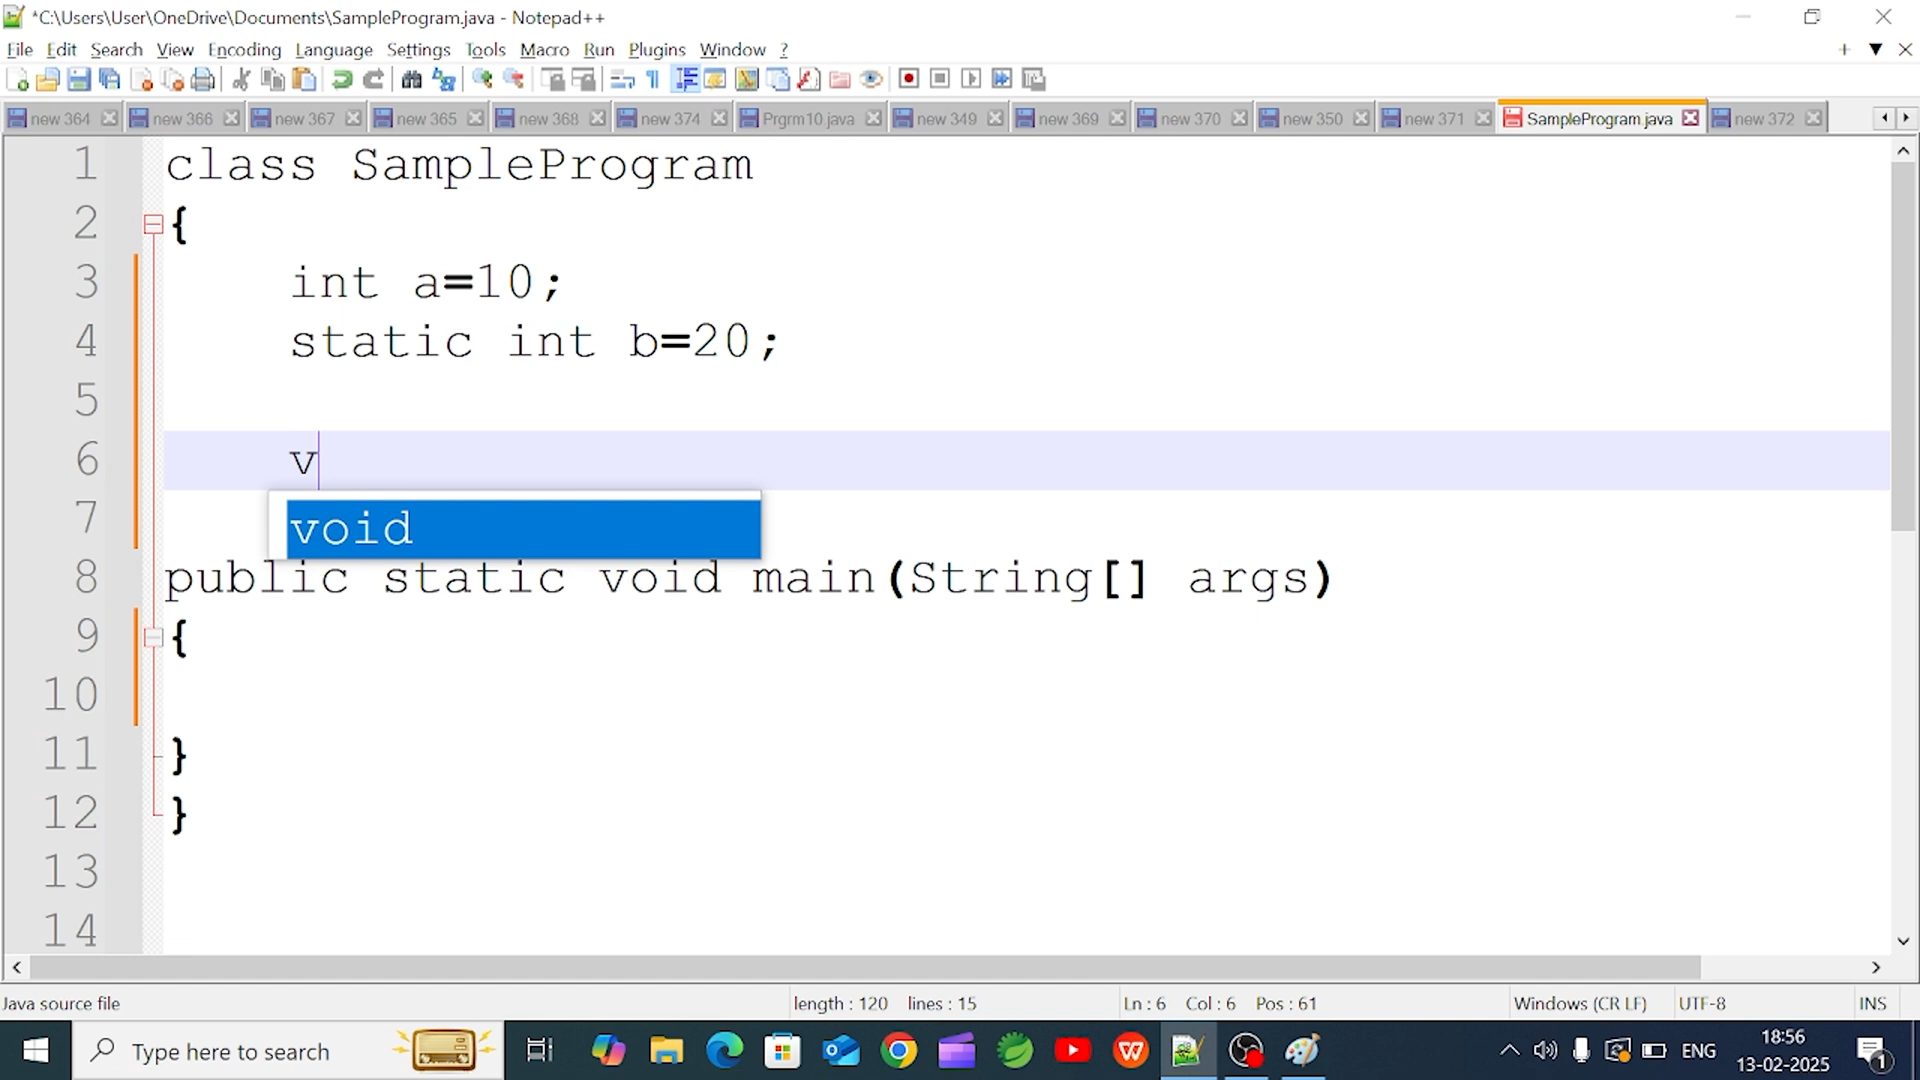 *C:\Users\User\OneDrive\Documents\SampleProgram.java - Notepad++
File Edit Search View Encoding Language Settings Tools Macro Run Plugins Window ?
new 364 new 366 new 367 new 365 new 368 new 374 Prgrm10.java new 349 new 369 new 370 new 350 new 371 SampleProgram.java new 372
1 class SampleProgram
2 {
3 int a=10;
4 static int b=20;
5
6 v
7 void
8 public static void main(String[] args)
9 {
10
11 }
12 }
13
14
Java source file length : 120 lines : 15 Ln : 6 Col : 6 Pos : 61 Windows (CR LF) UTF-8 INS
Type here to search ENG 18:56
13-02-2025 1